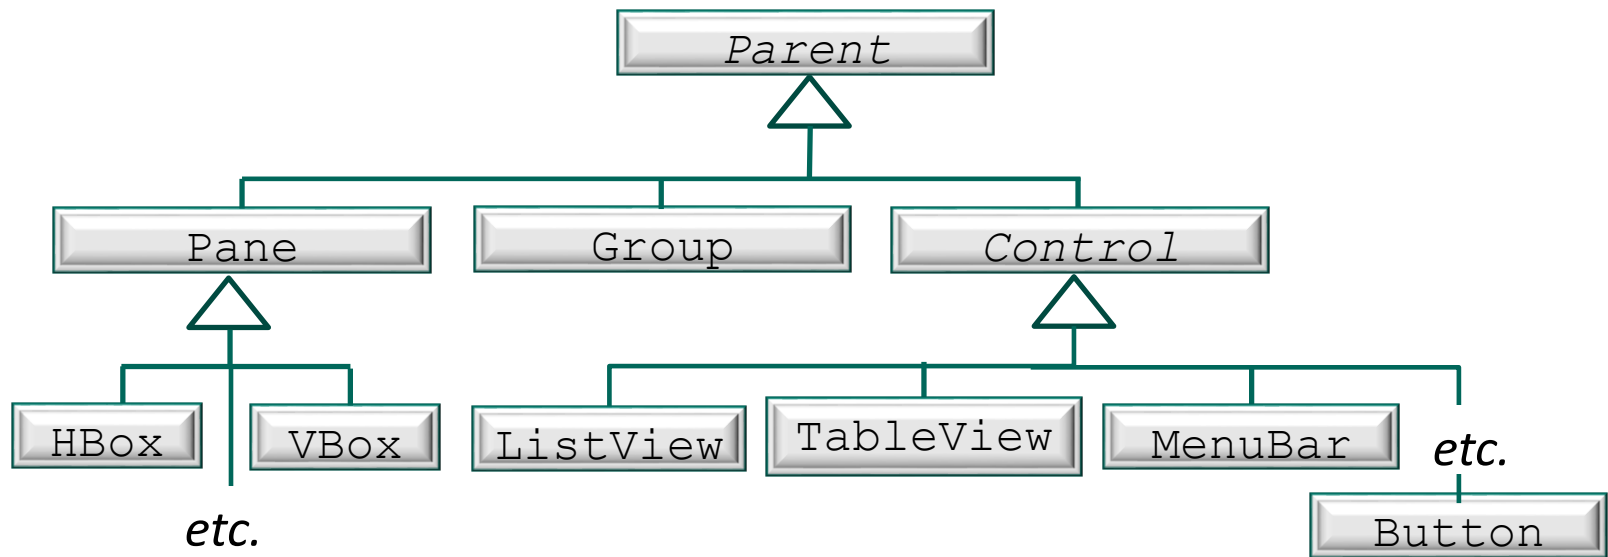 Parent
Pane
Group
Control
HBox
VBox
ListView
TableView
MenuBar
etc.
etc.
Button